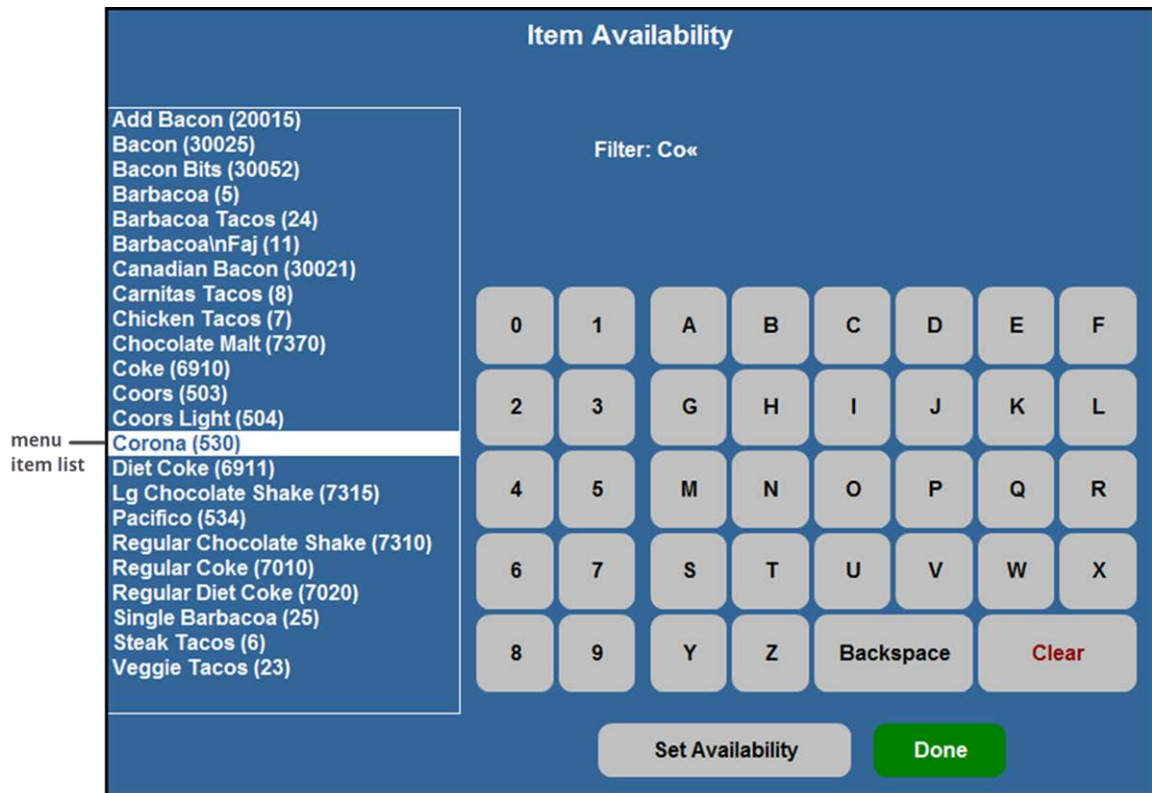 Item Availability
Add Bacon (20015)
Bacon (30025)
Bacon Bits (30052)
Barbacoa (5)
Barbacoa Tacos (24)
Barbacoa\nFaj (11)
Canadian Bacon (30021)
Carnitas Tacos (8)
Chicken Tacos (7)
Chocolate Malt (7370)
Coke (6910)
Coors (503)
Coors Light (504)
Corona (530)
Diet Coke (6911)
Lg Chocolate Shake (7315)
Pacifico (534)
Regular Chocolate Shake (7310)
Regular Coke (7010)
Regular Diet Coke (7020)
Single Barbacoa (25)
Steak Tacos (6)
Veggie Tacos (23)
menu
item list
Filter: Co«
0 1 A B C D E F
2 3 G H I J K L
4 5 M N O P Q R
6 7 S T U V W X
8 9 Y Z Backspace Clear
Set Availability Done